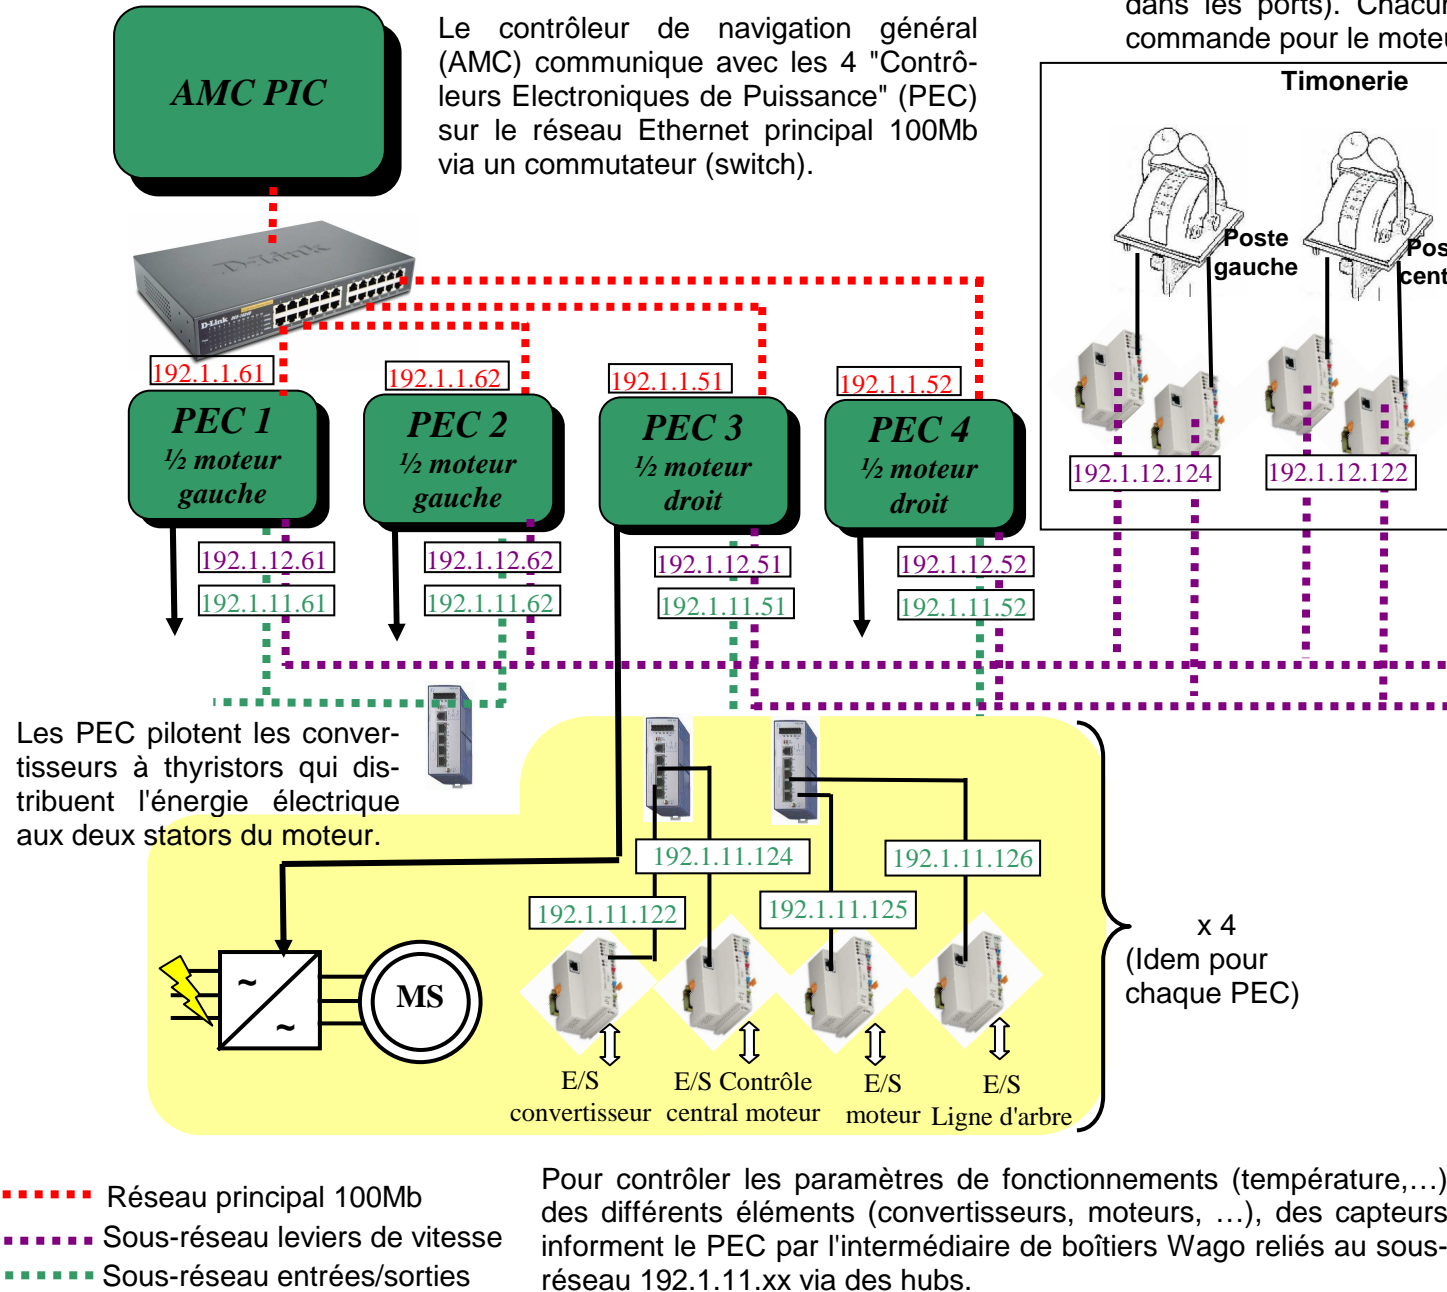 dans les ports). Chacun
commande pour le moteu
Le contrôleur de navigation général
(AMC) communique avec les 4 "Contrô-
leurs Electroniques de Puissance" (PEC)
sur le réseau Ethernet principal 100Mb
via un commutateur (switch).
AMC PIC
Timonerie
Poste
gauche
Pos
cent
D-Link
D-Link
192.1.1.61
192.1.1.62
192.1.1.51
192.1.1.52
PEC 1
½ moteur
gauche
PEC 2
½ moteur
gauche
PEC 3
½ moteur
droit
PEC 4
½ moteur
droit
192.1.12.124
192.1.12.122
192.1.12.61
192.1.12.62
192.1.12.51
192.1.12.52
192.1.11.61
192.1.11.62
192.1.11.51
192.1.11.52
Les PEC pilotent les conver-
tisseurs à thyristors qui dis-
tribuent l'énergie électrique
aux deux stators du moteur.
192.1.11.124
192.1.11.126
192.1.11.122
192.1.11.125
x 4
(Idem pour
chaque PEC)
~
~
MS
E/S
convertisseur
E/S Contrôle
central moteur
E/S
moteur
E/S
Ligne d'arbre
Réseau principal 100Mb
Sous-réseau leviers de vitesse
Sous-réseau entrées/sorties
Pour contrôler les paramètres de fonctionnements (température,…)
des différents éléments (convertisseurs, moteurs, …), des capteurs
informent le PEC par l'intermédiaire de boîtiers Wago reliés au sous-
réseau 192.1.11.xx via des hubs.